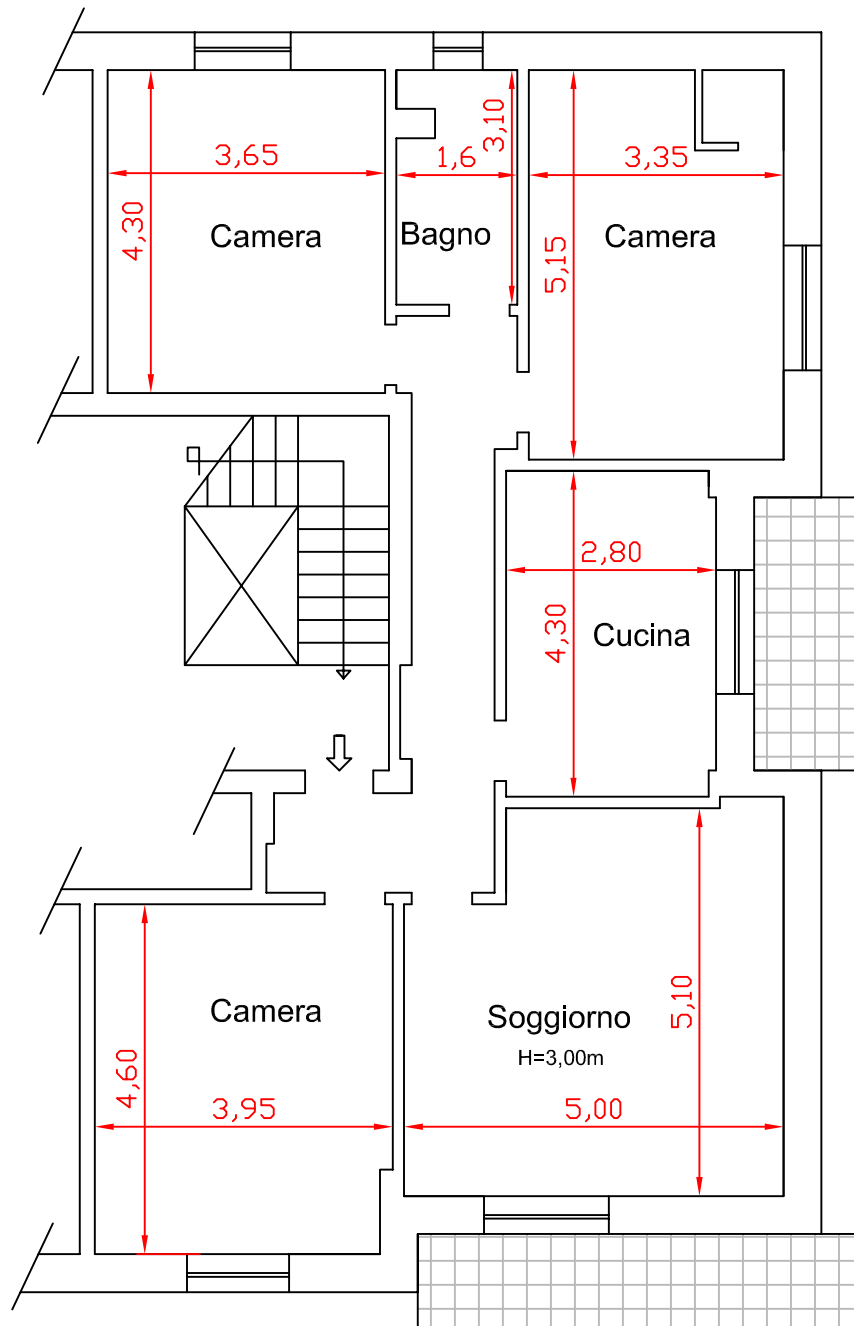 3,65
1,6
3,10
3,35
4,30
Camera
Bagno
Camera
5,15
2,80
4,30
Cucina
Camera
Soggiorno
5,10
H=3,00m
4,60
3,95
5,00